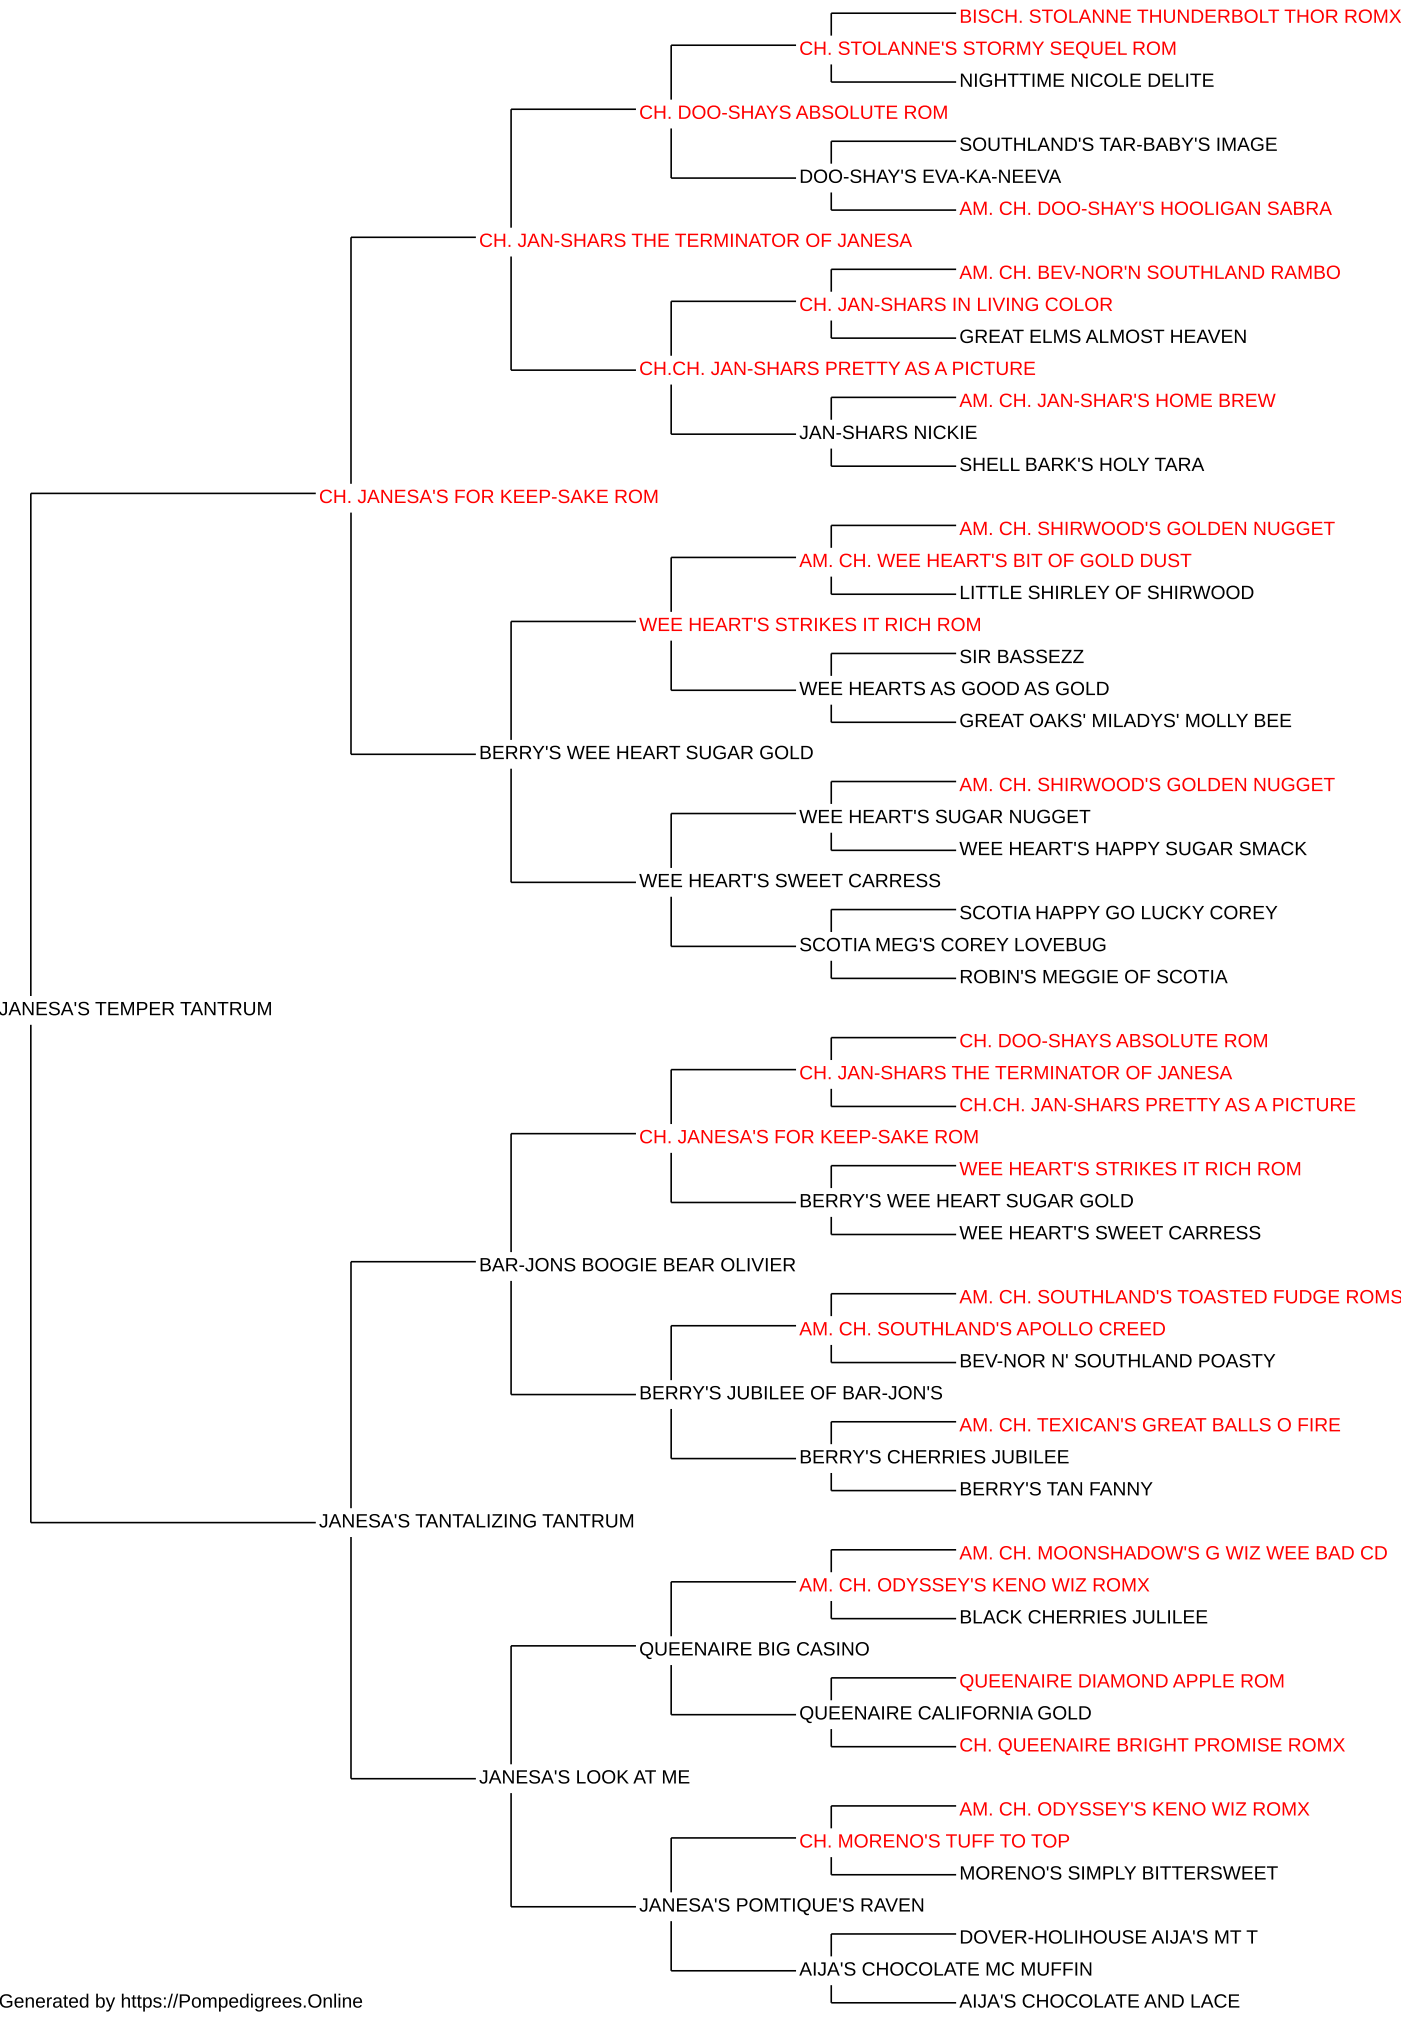 BISCH. STOLANNE THUNDERBOLT THOR ROMX
CH. STOLANNE'S STORMY SEQUEL ROM
NIGHTTIME NICOLE DELITE
CH. DOO-SHAYS ABSOLUTE ROM
SOUTHLAND'S TAR-BABY'S IMAGE
DOO-SHAY'S EVA-KA-NEEVA
AM. CH. DOO-SHAY'S HOOLIGAN SABRA
CH. JAN-SHARS THE TERMINATOR OF JANESA
AM. CH. BEV-NOR'N SOUTHLAND RAMBO
CH. JAN-SHARS IN LIVING COLOR
GREAT ELMS ALMOST HEAVEN
CH.CH. JAN-SHARS PRETTY AS A PICTURE
AM. CH. JAN-SHAR'S HOME BREW
JAN-SHARS NICKIE
SHELL BARK'S HOLY TARA
CH. JANESA'S FOR KEEP-SAKE ROM
AM. CH. SHIRWOOD'S GOLDEN NUGGET
AM. CH. WEE HEART'S BIT OF GOLD DUST
LITTLE SHIRLEY OF SHIRWOOD
WEE HEART'S STRIKES IT RICH ROM
SIR BASSEZZ
WEE HEARTS AS GOOD AS GOLD
GREAT OAKS' MILADYS' MOLLY BEE
BERRY'S WEE HEART SUGAR GOLD
AM. CH. SHIRWOOD'S GOLDEN NUGGET
WEE HEART'S SUGAR NUGGET
WEE HEART'S HAPPY SUGAR SMACK
WEE HEART'S SWEET CARRESS
SCOTIA HAPPY GO LUCKY COREY
SCOTIA MEG'S COREY LOVEBUG
ROBIN'S MEGGIE OF SCOTIA
JANESA'S TEMPER TANTRUM
CH. DOO-SHAYS ABSOLUTE ROM
CH. JAN-SHARS THE TERMINATOR OF JANESA
CH.CH. JAN-SHARS PRETTY AS A PICTURE
CH. JANESA'S FOR KEEP-SAKE ROM
WEE HEART'S STRIKES IT RICH ROM
BERRY'S WEE HEART SUGAR GOLD
WEE HEART'S SWEET CARRESS
BAR-JONS BOOGIE BEAR OLIVIER
AM. CH. SOUTHLAND'S TOASTED FUDGE ROMS
AM. CH. SOUTHLAND'S APOLLO CREED
BEV-NOR N' SOUTHLAND POASTY
BERRY'S JUBILEE OF BAR-JON'S
AM. CH. TEXICAN'S GREAT BALLS O FIRE
BERRY'S CHERRIES JUBILEE
BERRY'S TAN FANNY
JANESA'S TANTALIZING TANTRUM
AM. CH. MOONSHADOW'S G WIZ WEE BAD CD
AM. CH. ODYSSEY'S KENO WIZ ROMX
BLACK CHERRIES JULILEE
QUEENAIRE BIG CASINO
QUEENAIRE DIAMOND APPLE ROM
QUEENAIRE CALIFORNIA GOLD
CH. QUEENAIRE BRIGHT PROMISE ROMX
JANESA'S LOOK AT ME
AM. CH. ODYSSEY'S KENO WIZ ROMX
CH. MORENO'S TUFF TO TOP
MORENO'S SIMPLY BITTERSWEET
JANESA'S POMTIQUE'S RAVEN
DOVER-HOLIHOUSE AIJA'S MT T
AIJA'S CHOCOLATE MC MUFFIN
AIJA'S CHOCOLATE AND LACE
Generated by https://Pompedigrees.Online